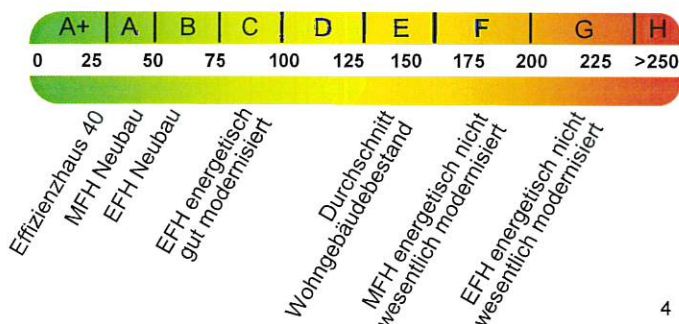 A+ A B C D E F G H
0 25 50 75 100 125 150 175 200 225 >250
Effizienzhaus 40
MFH Neubau
EFH Neubau
EFH energetisch
gut modernisiert
Durchschnitt
Wohngebäudebestand
MFH energetisch nicht
wesentlich modernisiert
EFH energetisch nicht
wesentlich modernisiert
4